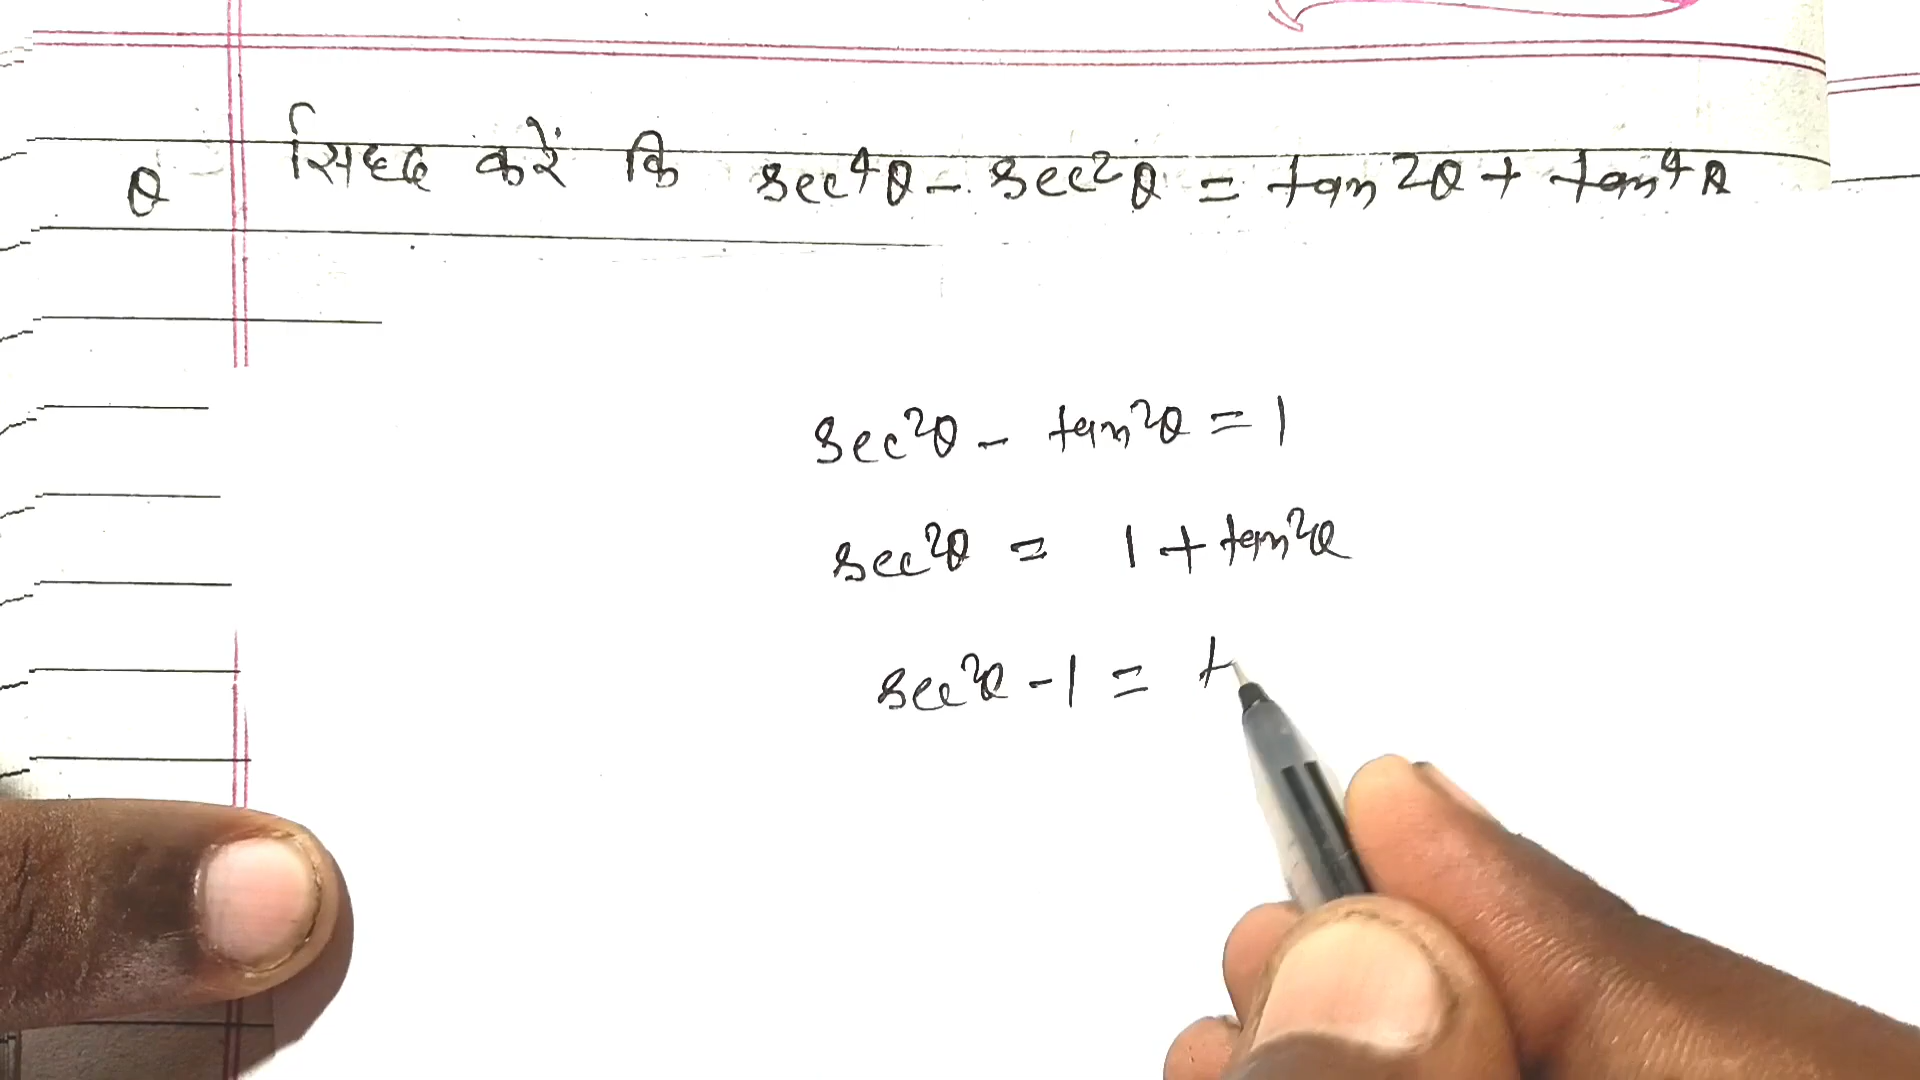 Q सिद्ध करें कि sec⁴θ - sec²θ = tan²θ + tan⁴θ
sec²θ - tan²θ = 1
sec²θ = 1 + tan²θ
sec²θ - 1 = t